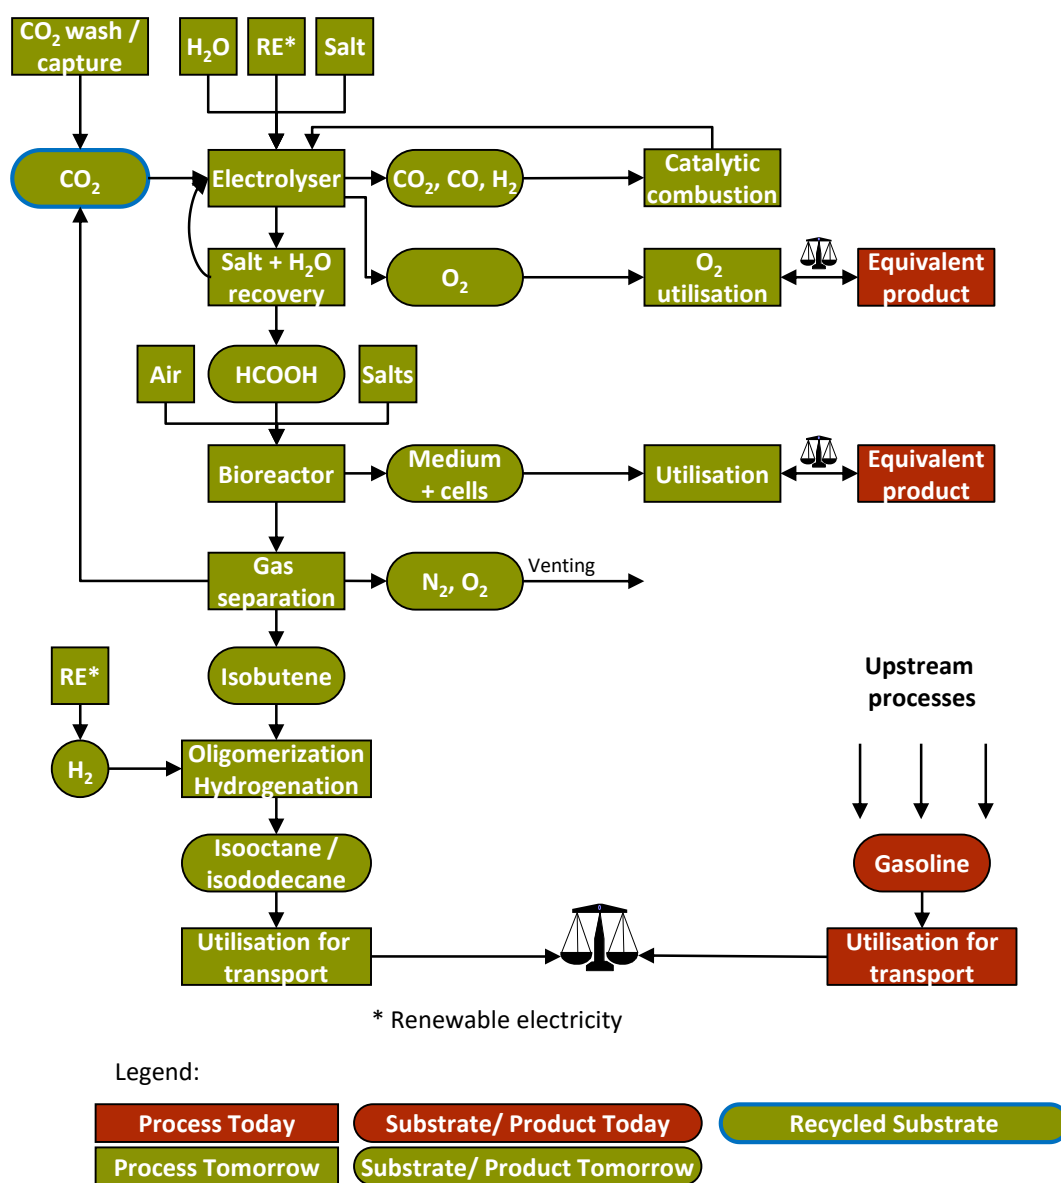 CO₂ wash /
capture
H₂O
RE*
Salt
CO₂
Electrolyser
CO₂, CO, H₂
Catalytic
combustion
Salt + H₂O
recovery
O₂
O₂
utilisation
Equivalent
product
Air
HCOOH
Salts
Bioreactor
Medium
+ cells
Utilisation
Equivalent
product
Gas
separation
N₂, O₂
Venting
Isobutene
RE*
Upstream
processes
H₂
Oligomerization
Hydrogenation
Isooctane /
isododecane
Gasoline
Utilisation for
transport
Utilisation for
transport
* Renewable electricity
Legend:
Process Today
Substrate/ Product Today
Recycled Substrate
Process Tomorrow
Substrate/ Product Tomorrow